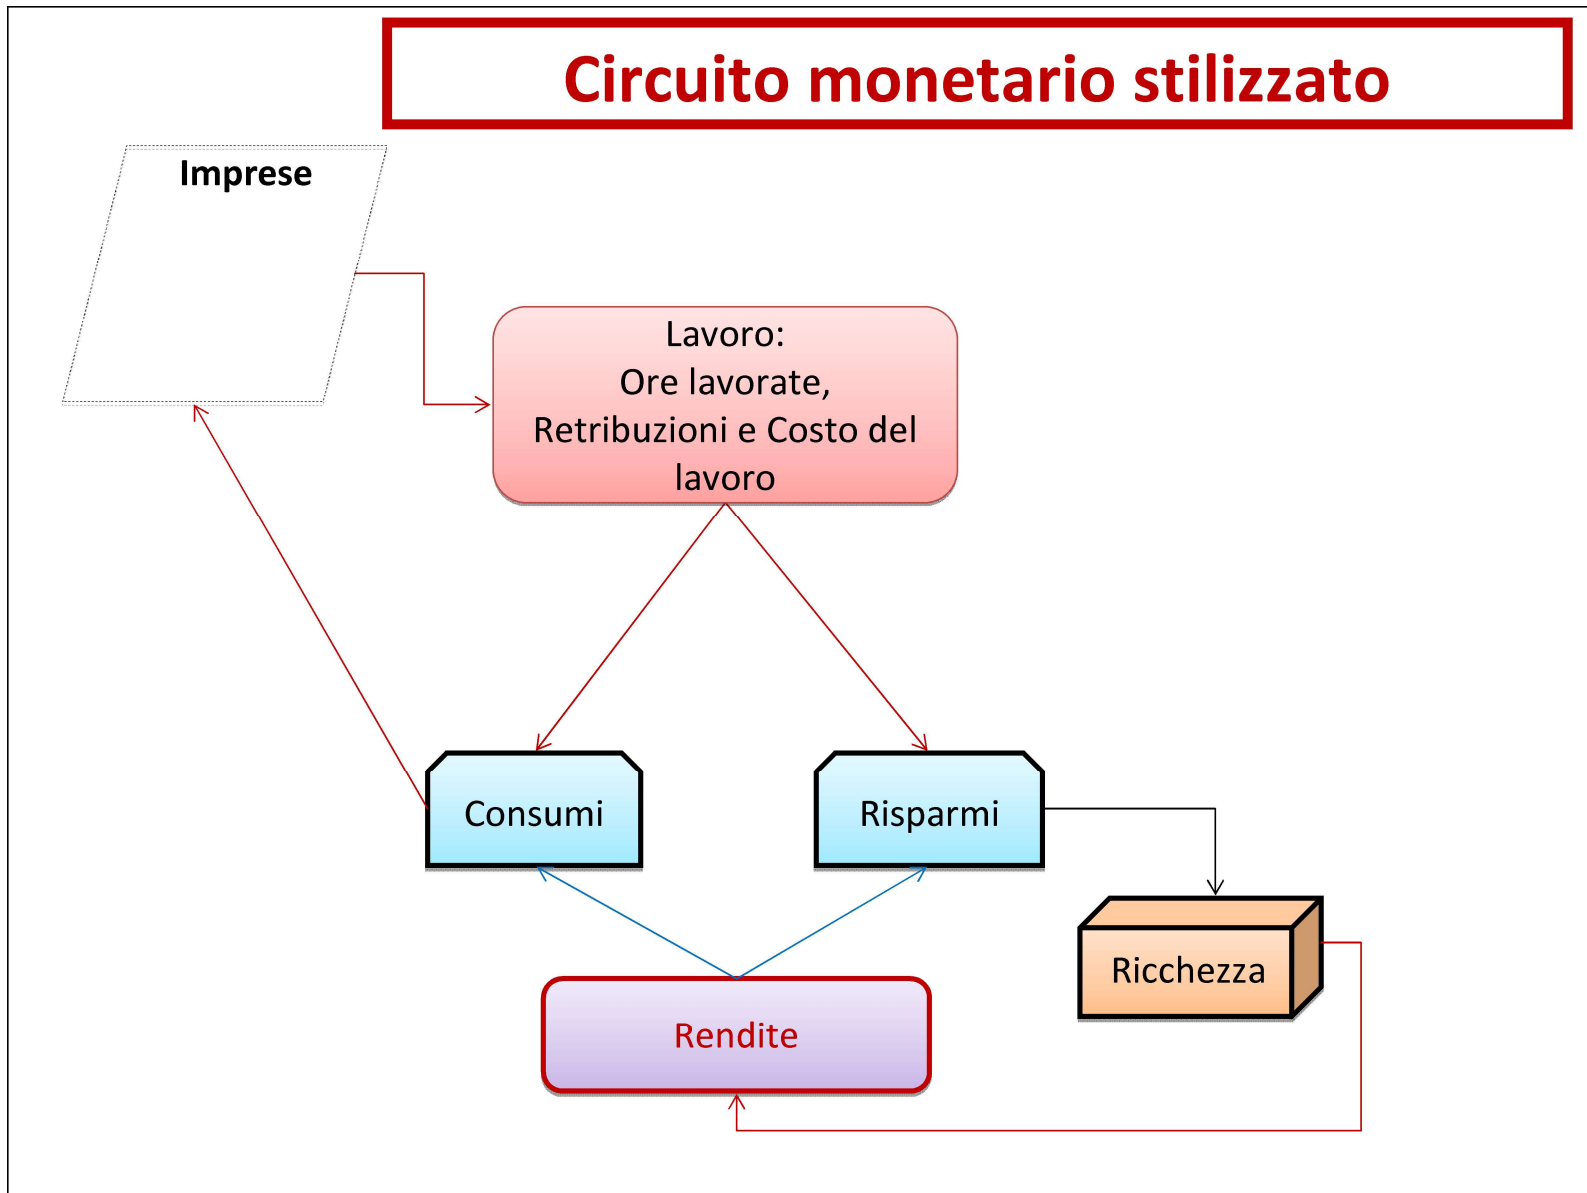 Circuito monetario stilizzato
Imprese
Lavoro:
Ore lavorate,
Retribuzioni e Costo del
lavoro
Consumi
Risparmi
Ricchezza
Rendite